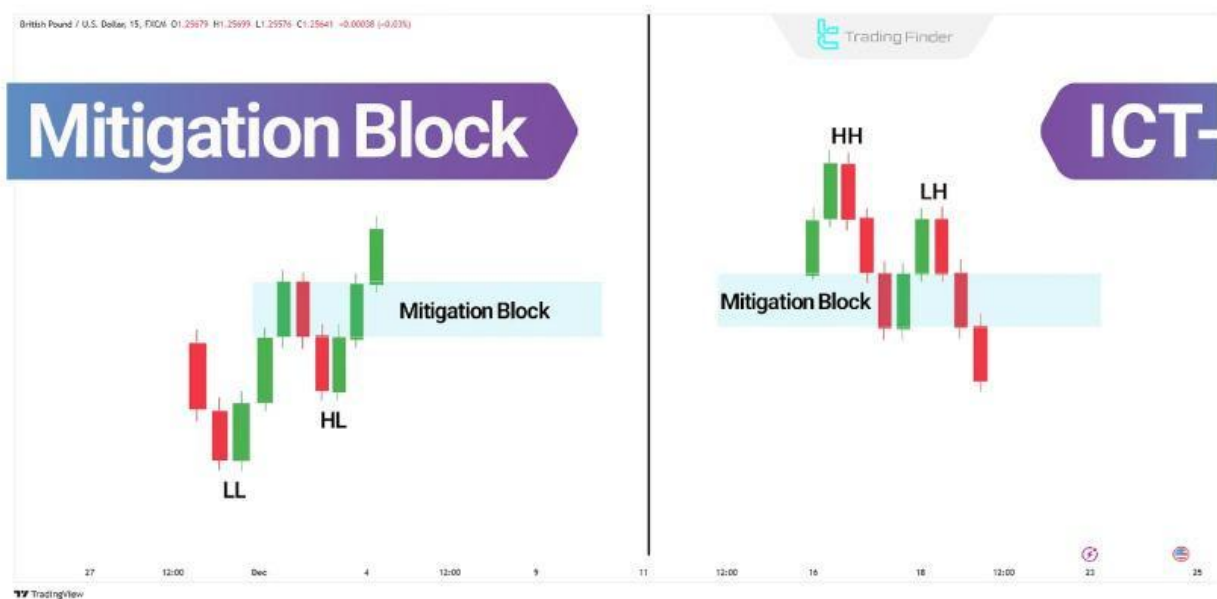 British Pound / U.S. Dollar, 15, FXCM O1.25679 H1.25699 L1.25576 C1.25641 -0.00038 (-0.03%)
Trading Finder
Mitigation Block
ICT-
HH
LH
Mitigation Block
Mitigation Block
HL
LL
27 12:00 Dec 4 12:00 9 11 12:00 16 18 12:00 23 25
TradingView